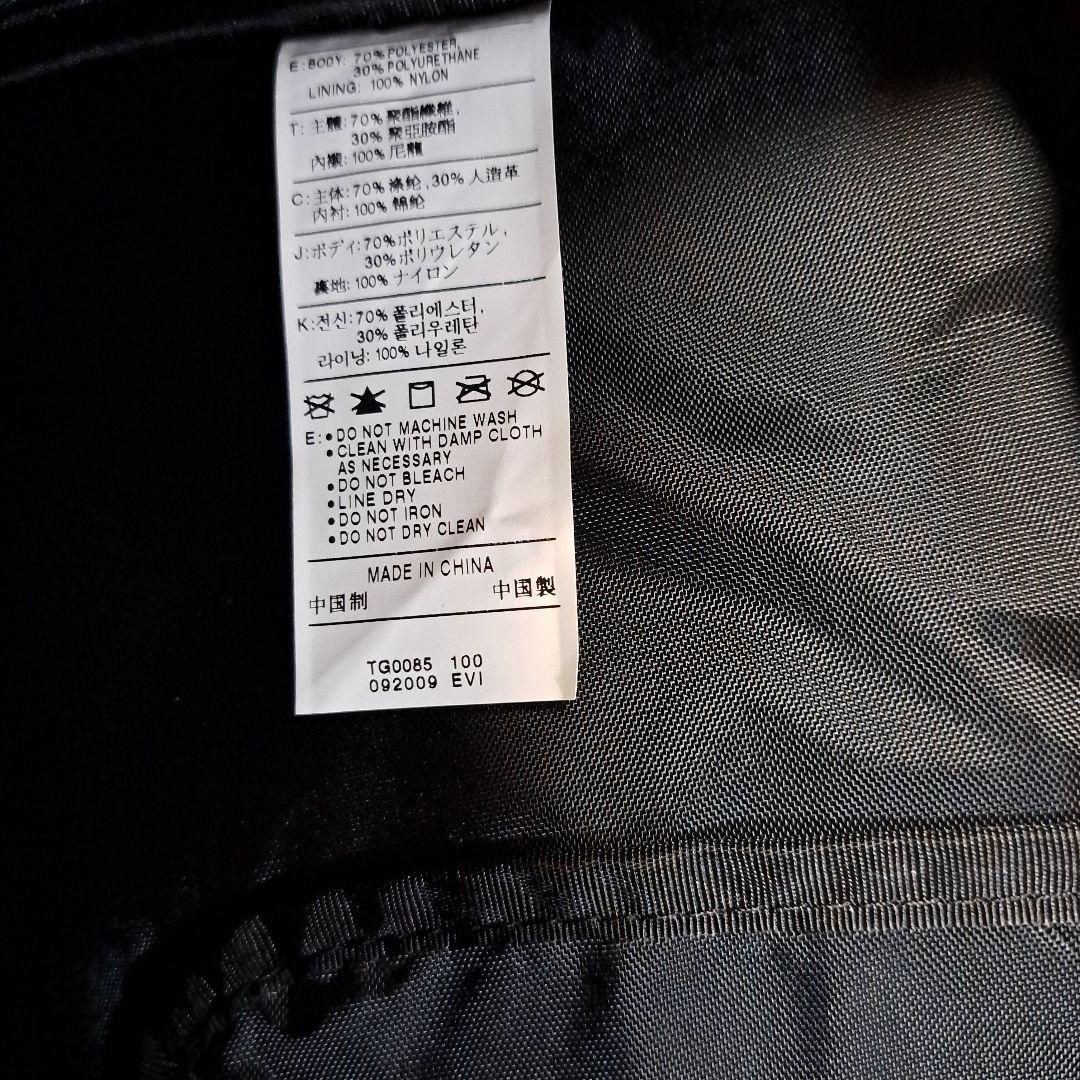 E: BODY: 70% POLYESTER,
30% POLYURETHANE
LINING: 100% NYLON
T: 主體: 70% 聚酯纖維,
30% 聚亞胺酯
內襯: 100% 尼龍
C: 主体: 70% 涤纶, 30% 人造革
内衬: 100% 锦纶
J: ボディ: 70% ポリエステル,
30% ポリウレタン
裏地: 100% ナイロン
K: 전신: 70% 폴리에스터,
30% 폴리우레탄
라이닝: 100% 나일론
E: •DO NOT MACHINE WASH
•CLEAN WITH DAMP CLOTH
AS NECESSARY
•DO NOT BLEACH
•LINE DRY
•DO NOT IRON
•DO NOT DRY CLEAN
MADE IN CHINA
中国制 中国製
TG0085 100
092009 EVI